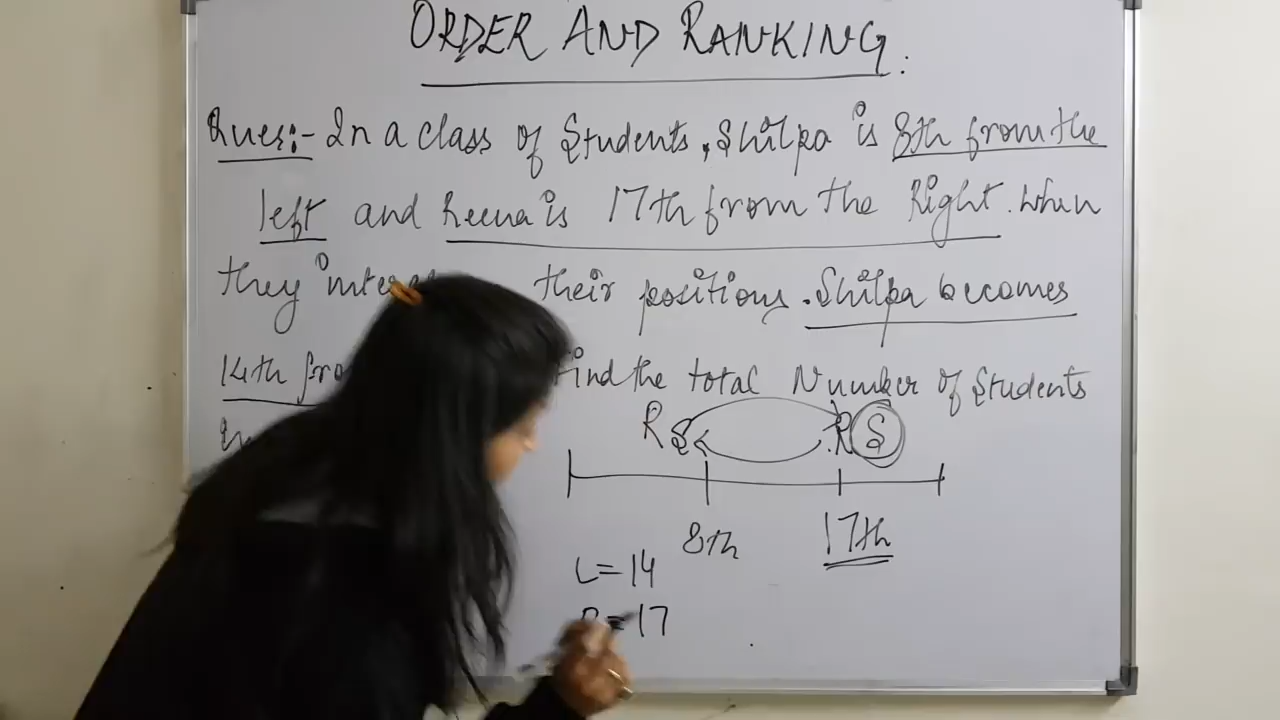 ORDER AND RANKING.
Ques:- In a class of Students, Shilpa is 8th from the
left and Reena is 17th from the Right. When
they their positions. Shilpa becomes
14th find the total Number of Students
R S R S
8th 17th
L=14
R=17